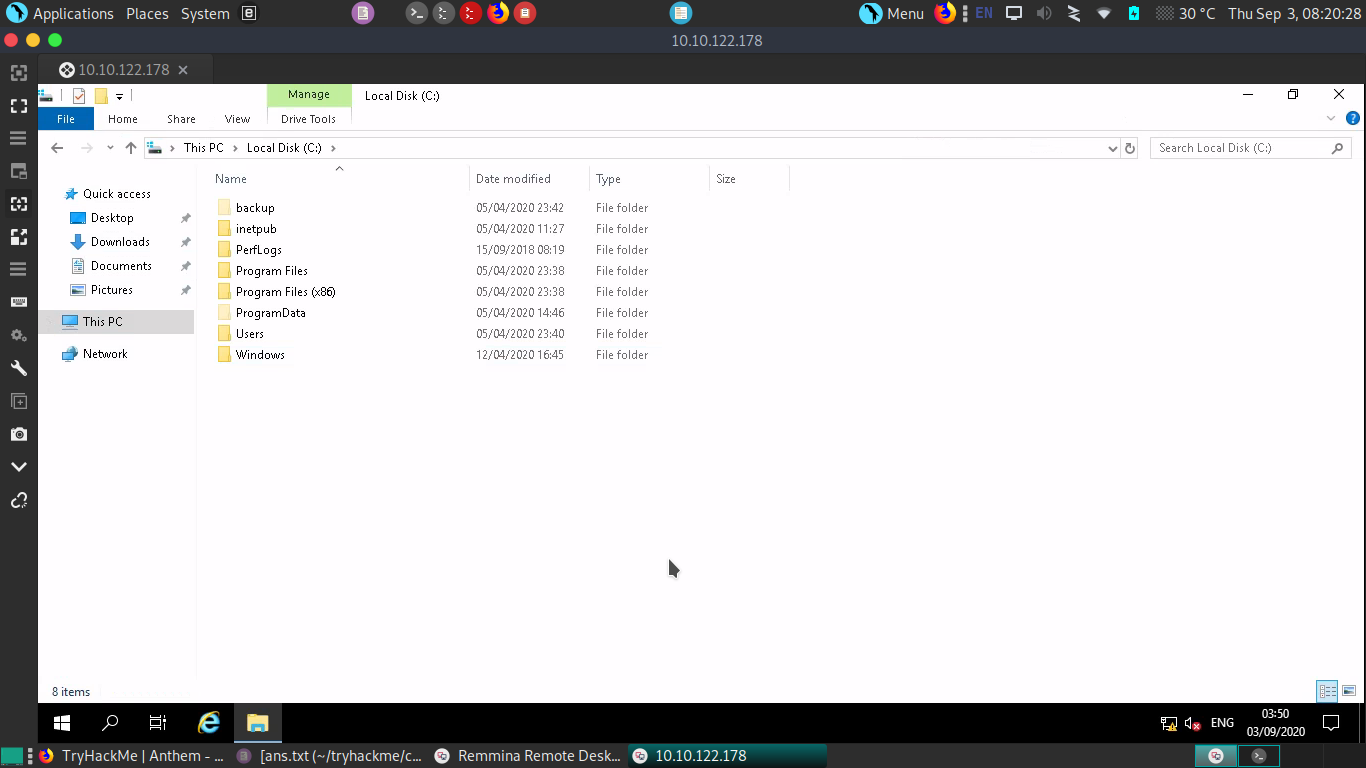 Applications Places System Menu EN 30 °C Thu Sep 3, 08:20:28
10.10.122.178
10.10.122.178
Manage Local Disk (C:)
File Home Share View Drive Tools
This PC Local Disk (C:) Search Local Disk (C:)
Name Date modified Type Size
Quick access
Desktop
Downloads
Documents
Pictures
This PC
Network
backup 05/04/2020 23:42 File folder
inetpub 05/04/2020 11:27 File folder
PerfLogs 15/09/2018 08:19 File folder
Program Files 05/04/2020 23:38 File folder
Program Files (x86) 05/04/2020 23:38 File folder
ProgramData 05/04/2020 14:46 File folder
Users 05/04/2020 23:40 File folder
Windows 12/04/2020 16:45 File folder
8 items
ENG 03:50
03/09/2020
TryHackMe | Anthem - ... [ans.txt (~/tryhackme/c... Remmina Remote Desk... 10.10.122.178